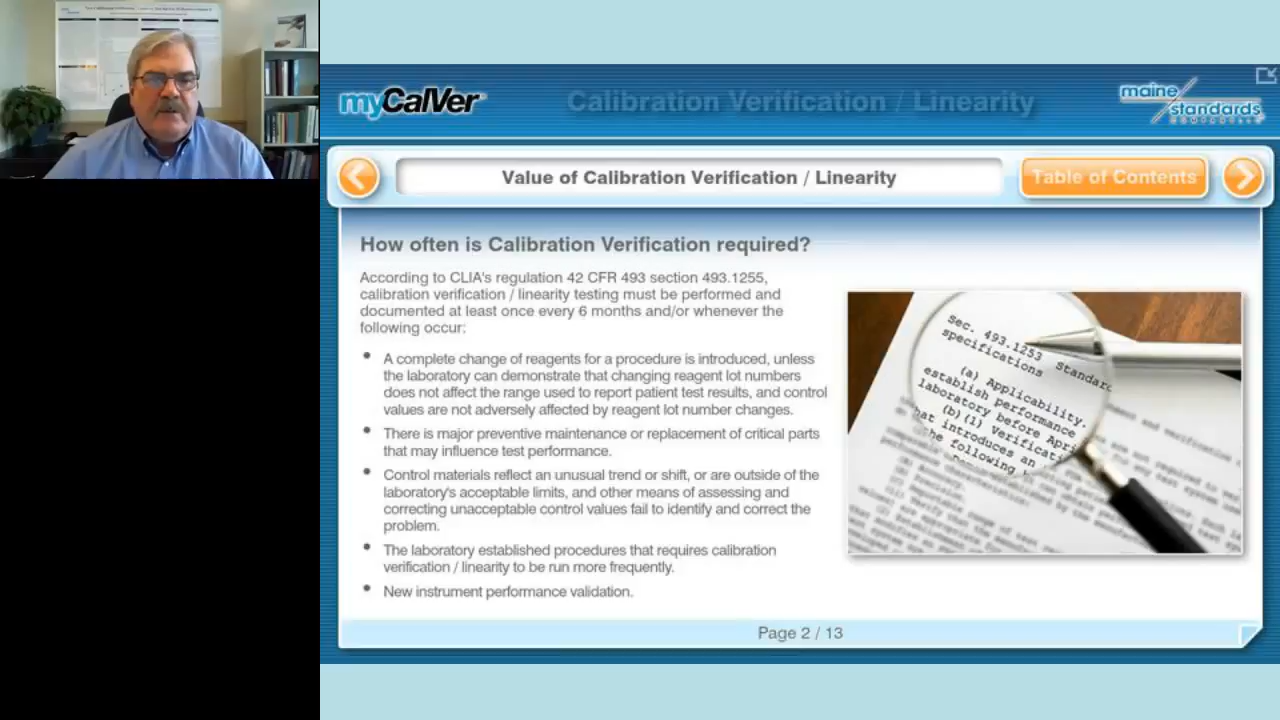 myCalVer
Calibration Verification / Linearity
maine
standards
COMPANY LLC
Value of Calibration Verification / Linearity
Table of Contents
How often is Calibration Verification required?
According to CLIA's regulation 42 CFR 493 section 493.1255,
calibration verification / linearity testing must be performed and
documented at least once every 6 months and/or whenever the
following occur:
• A complete change of reagents for a procedure is introduced, unless
the laboratory can demonstrate that changing reagent lot numbers
does not affect the range used to report patient test results, and control
values are not adversely affected by reagent lot number changes.
• There is major preventive maintenance or replacement of critical parts
that may influence test performance.
• Control materials reflect an unusual trend or shift, or are outside of the
laboratory's acceptable limits, and other means of assessing and
correcting unacceptable control values fail to identify and correct the
problem.
• The laboratory established procedures that requires calibration
verification / linearity to be run more frequently.
• New instrument performance validation.
Sec. 493.1253 Standard
specifications
(a) Applicability.
establish performance
laboratory before Apri
(b)(1) Verificati
hat introduces an
he following
Page 2 / 13